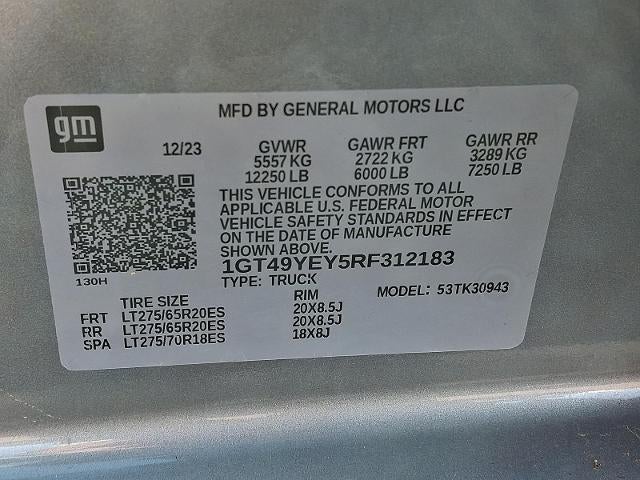 gm
MFD BY GENERAL MOTORS LLC
12/23 GVWR GAWR FRT GAWR RR
5557 KG 2722 KG 3289 KG
12250 LB 6000 LB 7250 LB
THIS VEHICLE CONFORMS TO ALL
APPLICABLE U.S. FEDERAL MOTOR
VEHICLE SAFETY STANDARDS IN EFFECT
ON THE DATE OF MANUFACTURE
SHOWN ABOVE.
1GT49YEY5RF312183
130H
TYPE: TRUCK
MODEL: 53TK30943
TIRE SIZE RIM
FRT LT275/65R20ES 20X8.5J
RR LT275/65R20ES 20X8.5J
SPA LT275/70R18ES 18X8J